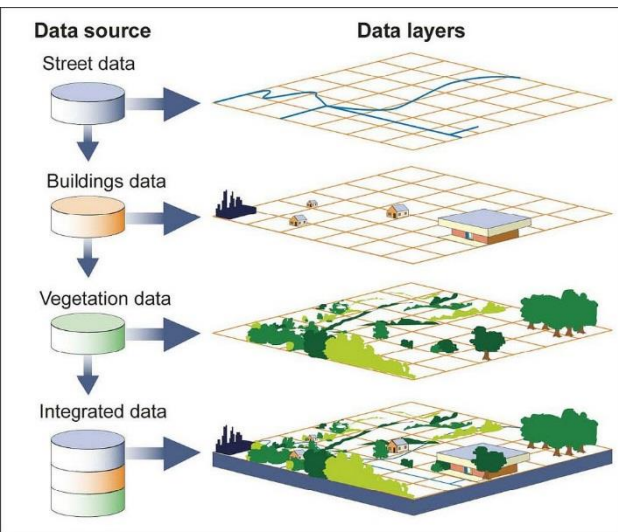 Data source
Data layers
Street data
Buildings data
Vegetation data
Integrated data